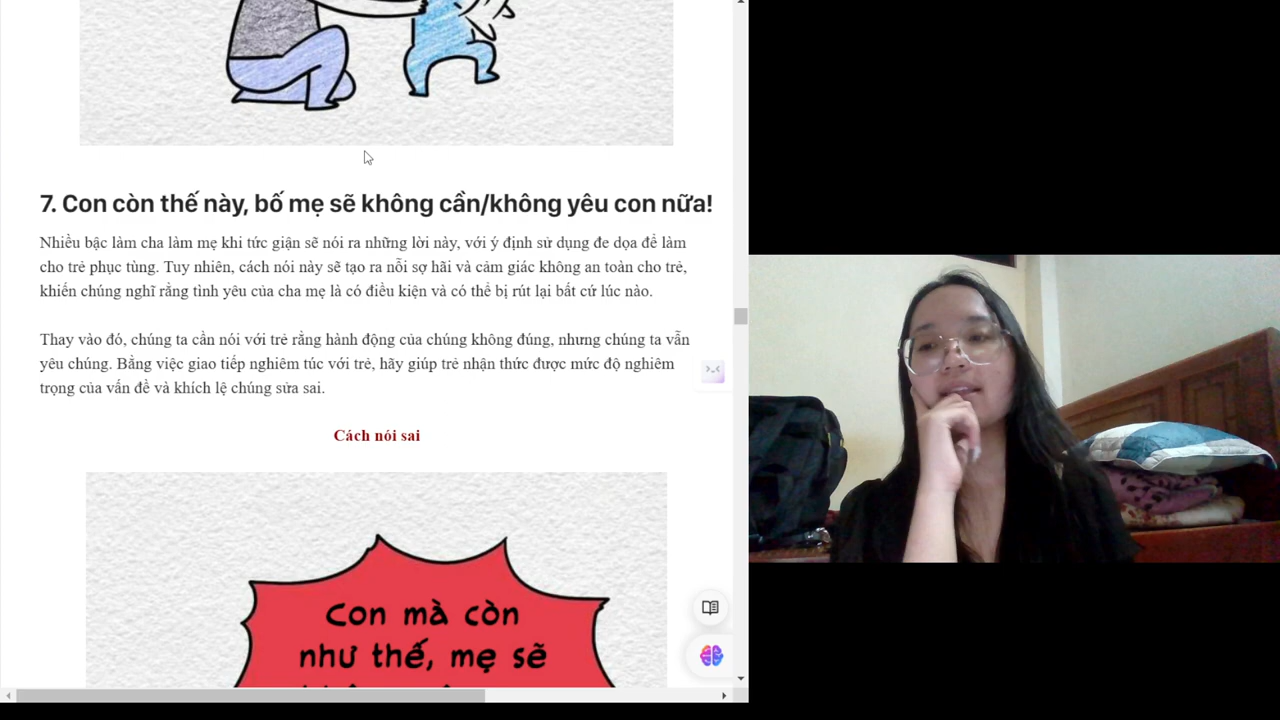 7. Con còn thế này, bố mẹ sẽ không cần/không yêu con nữa!
Nhiều bậc làm cha làm mẹ khi tức giận sẽ nói ra những lời này, với ý định sử dụng đe dọa để làm
cho trẻ phục tùng. Tuy nhiên, cách nói này sẽ tạo ra nỗi sợ hãi và cảm giác không an toàn cho trẻ,
khiến chúng nghĩ rằng tình yêu của cha mẹ là có điều kiện và có thể bị rút lại bất cứ lúc nào.
Thay vào đó, chúng ta cần nói với trẻ rằng hành động của chúng không đúng, nhưng chúng ta vẫn
yêu chúng. Bằng việc giao tiếp nghiêm túc với trẻ, hãy giúp trẻ nhận thức được mức độ nghiêm
trọng của vấn đề và khích lệ chúng sửa sai.
Cách nói sai
Con mà còn
như thế, mẹ sẽ